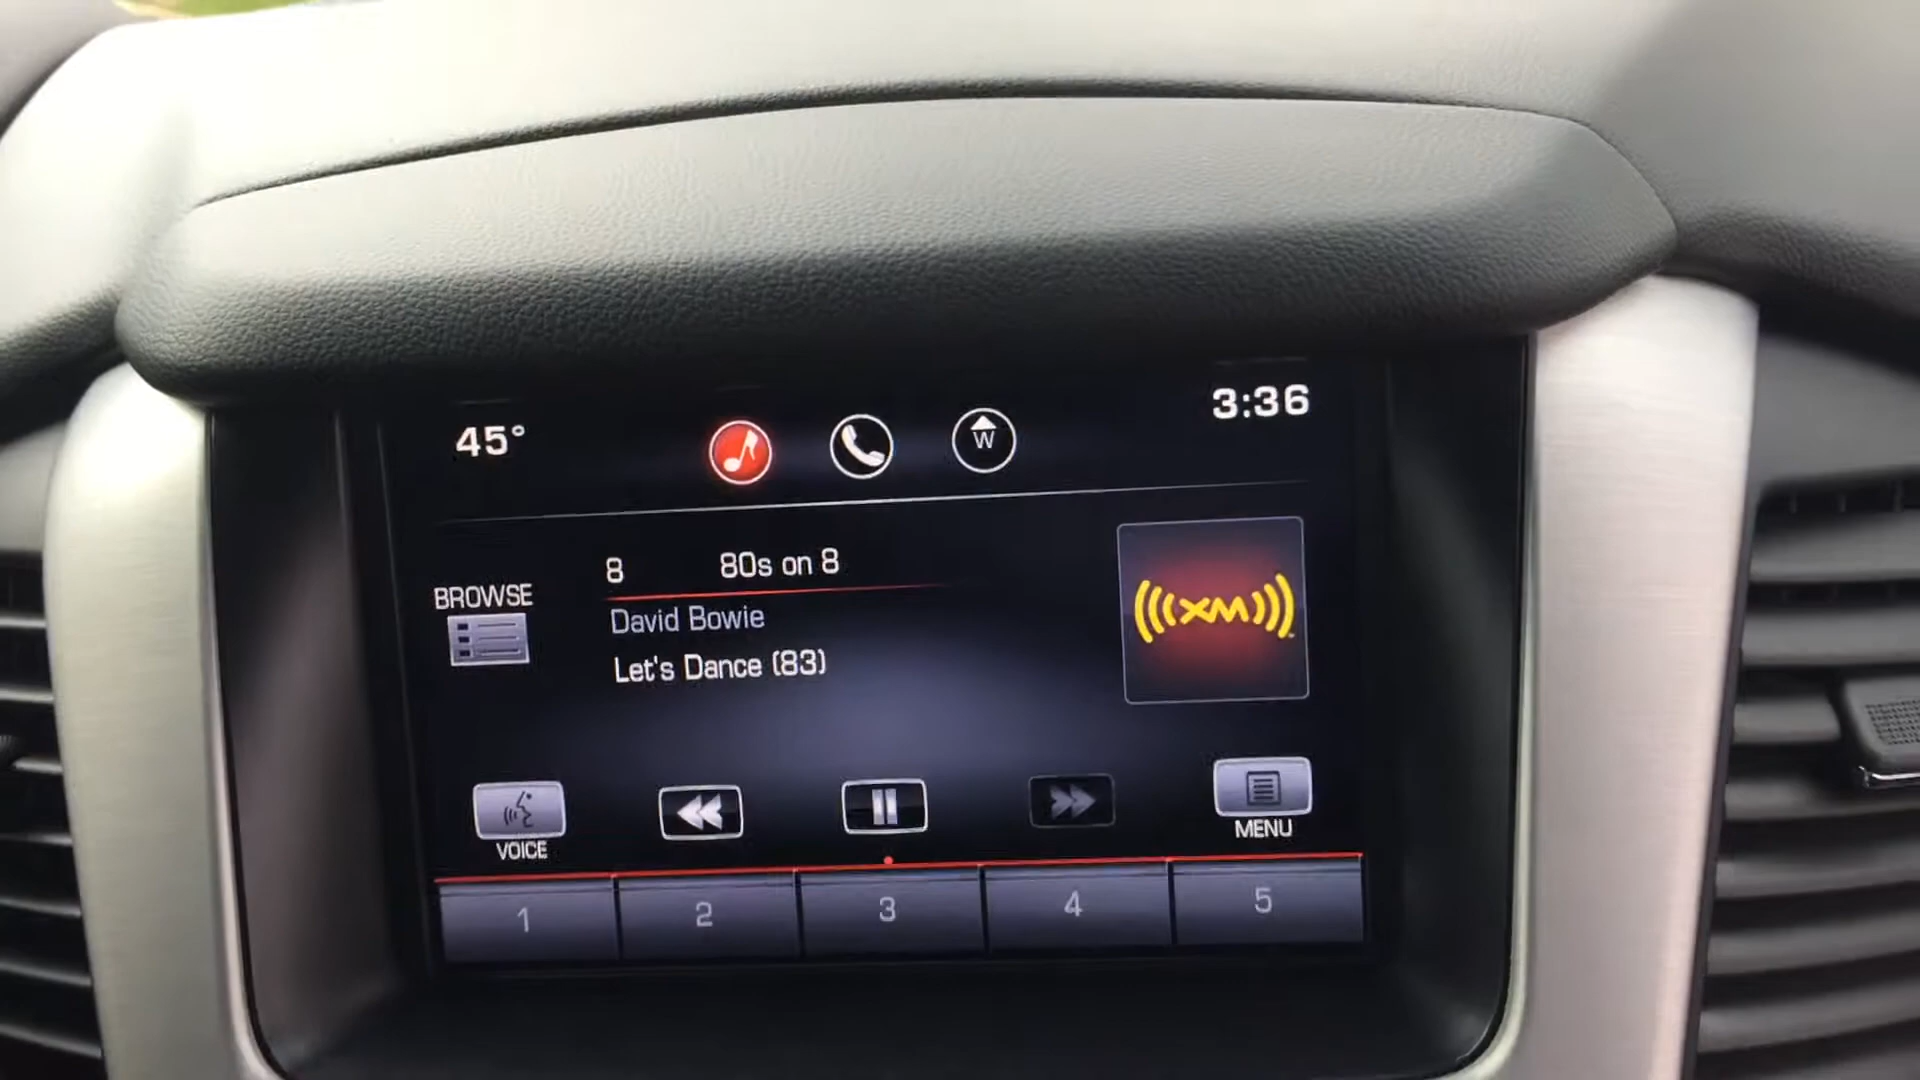 45°
W
3:36
8 80s on 8
BROWSE
David Bowie
Let's Dance (83)
XM
VOICE
MENU
1 2 3 4 5